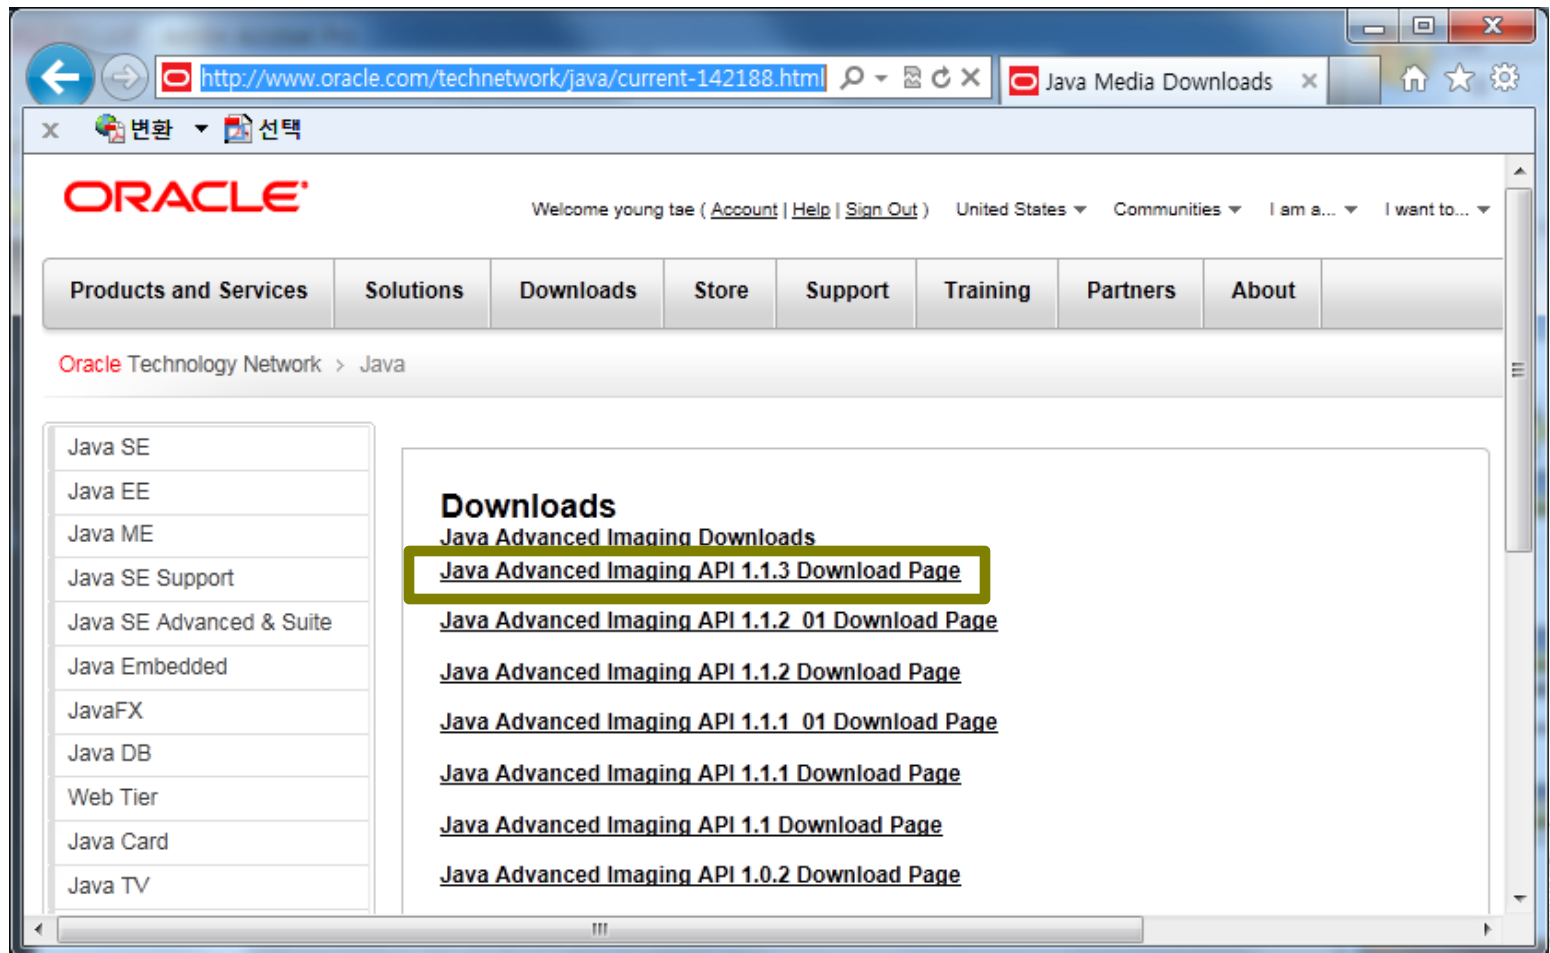 http://www.oracle.com/technetwork/java/current-142188.html
Java Media Downloads
변환
선택
ORACLE
Welcome young tae ( Account | Help | Sign Out ) United States Communities I am a... I want to...
Products and Services Solutions Downloads Store Support Training Partners About
Oracle Technology Network > Java
Java SE
Java EE
Java ME
Java SE Support
Java SE Advanced & Suite
Java Embedded
JavaFX
Java DB
Web Tier
Java Card
Java TV
Downloads
Java Advanced Imaging Downloads
Java Advanced Imaging API 1.1.3 Download Page
Java Advanced Imaging API 1.1.2_01 Download Page
Java Advanced Imaging API 1.1.2 Download Page
Java Advanced Imaging API 1.1.1_01 Download Page
Java Advanced Imaging API 1.1.1 Download Page
Java Advanced Imaging API 1.1 Download Page
Java Advanced Imaging API 1.0.2 Download Page